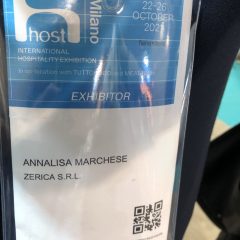 Milano
22-26
OCTOBER
host
INTERNATIONAL
HOSPITALITY EXHIBITION
EXHIBITOR
ANNALISA MARCHESE
ZERICA S.R.L.